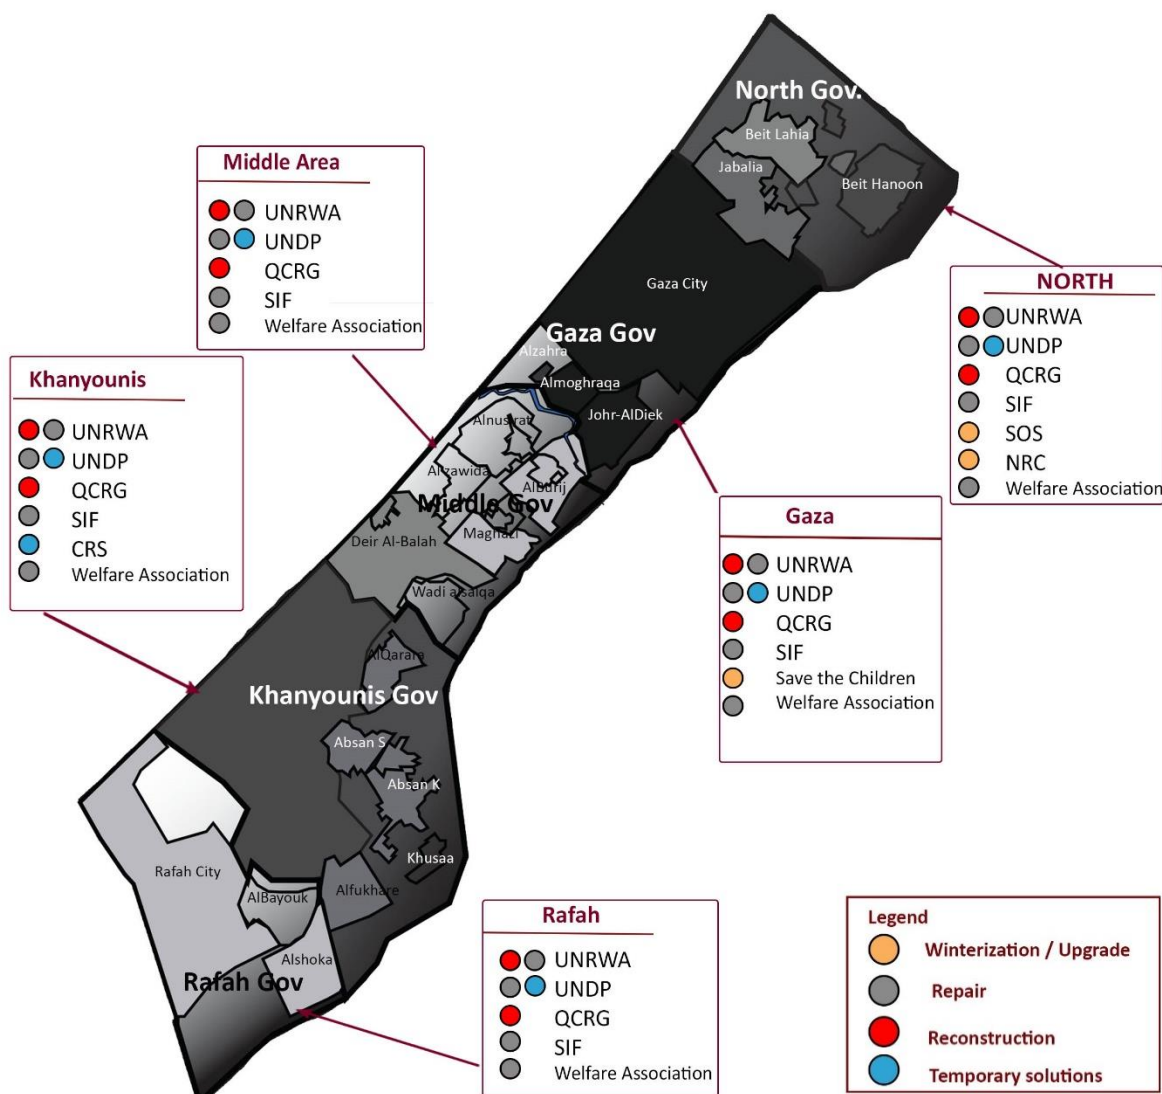 North Gov.
Beit Lahia
Jabalia
Beit Hanoon
Middle Area
UNRWA
UNDP
QCRG
SIF
Welfare Association
Gaza City
NORTH
UNRWA
UNDP
QCRG
SIF
SOS
NRC
Welfare Association
Gaza Gov
Alzahra
Almoghraqa
Johr-AlDiek
Khanyounis
UNRWA
UNDP
QCRG
SIF
CRS
Welfare Association
Alnusirat
Alzawida
AlBurij
Middle Gov
Maghazi
Deir Al-Balah
Wadi alsalqa
Gaza
UNRWA
UNDP
QCRG
SIF
Save the Children
Welfare Association
AlQarara
Khanyounis Gov
Absan S
Absan K
Khusaa
Rafah City
AlBayouk
Alfukhare
Alshoka
Rafah Gov
Rafah
UNRWA
UNDP
QCRG
SIF
Welfare Association
Legend
Winterization / Upgrade
Repair
Reconstruction
Temporary solutions